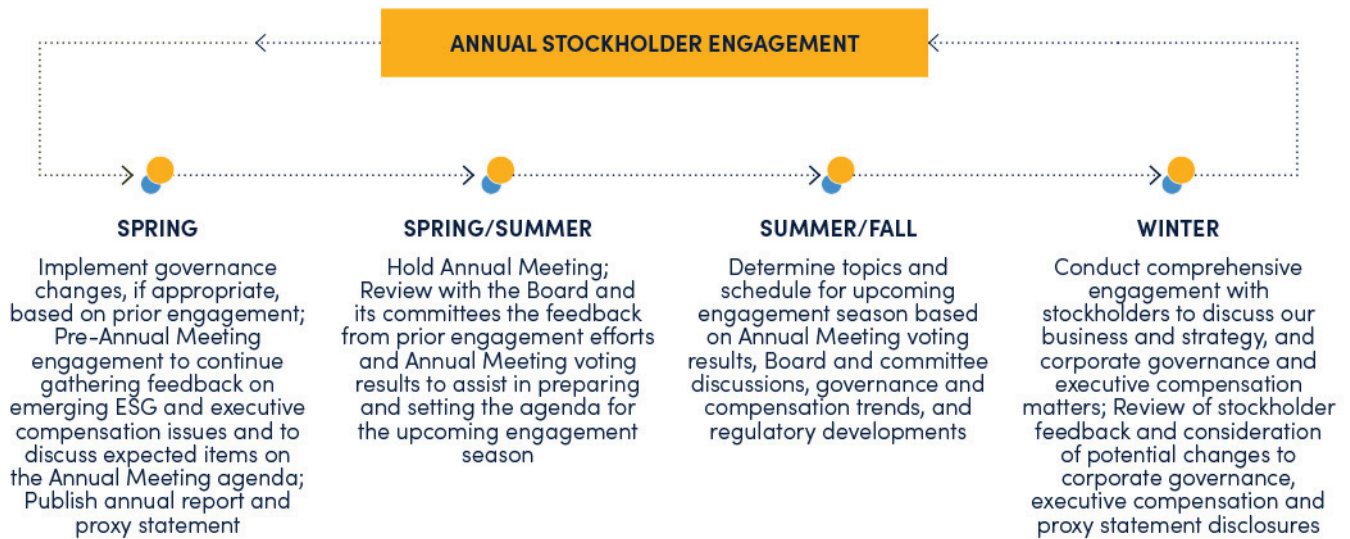 ANNUAL STOCKHOLDER ENGAGEMENT
SPRING
Implement governance
changes, if appropriate,
based on prior engagement;
Pre-Annual Meeting
engagement to continue
gathering feedback on
emerging ESG and executive
compensation issues and to
discuss expected items on
the Annual Meeting agenda;
Publish annual report and
proxy statement
SPRING/SUMMER
Hold Annual Meeting;
Review with the Board and
its committees the feedback
from prior engagement efforts
and Annual Meeting voting
results to assist in preparing
and setting the agenda for
the upcoming engagement
season
SUMMER/FALL
Determine topics and
schedule for upcoming
engagement season based
on Annual Meeting voting
results, Board and committee
discussions, governance and
compensation trends, and
regulatory developments
WINTER
Conduct comprehensive
engagement with
stockholders to discuss our
business and strategy, and
corporate governance and
executive compensation
matters; Review of stockholder
feedback and consideration
of potential changes to
corporate governance,
executive compensation and
proxy statement disclosures